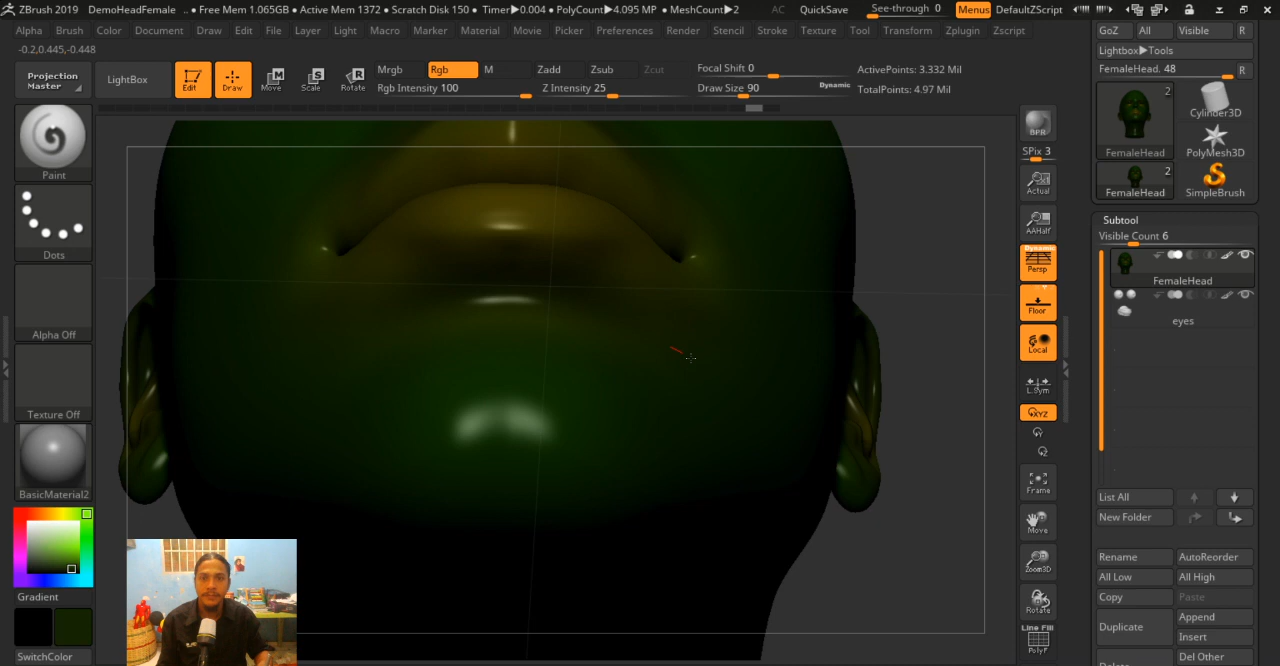 ZBrush 2019 DemoHeadFemale .. ● Free Mem 1.065GB ● Active Mem 1372 ● Scratch Disk 150 ● Timer▶0.004 ● PolyCount▶4.095 MP ● MeshCount▶2 AC QuickSave See-through 0 Menus DefaultZScript
Alpha Brush Color Document Draw Edit File Layer Light Macro Marker Material Movie Picker Preferences Render Stencil Stroke Texture Tool Transform Zplugin Zscript
-0.2,0.445,-0.448
Projection Master
LightBox
Edit
Draw
Move
Scale
Rotate
Mrgb Rgb M Zadd Zsub Zcut
Rgb Intensity 100 Z Intensity 25
Focal Shift 0
Draw Size 90 Dynamic
ActivePoints: 3.332 Mil
TotalPoints: 4.97 Mil
Paint
Dots
Alpha Off
Texture Off
BasicMaterial2
Gradient
SwitchColor
BPR
SPix 3
Actual
AAHalf
Dynamic
Persp
Floor
Local
L.Sym
XYZ
Y
Z
Frame
Move
Zoom3D
Rotate
Line Fill
PolyF
GoZ All Visible R
Lightbox▶Tools
FemaleHead. 48 R
2
FemaleHead
Cylinder3D
PolyMesh3D
2
FemaleHead
SimpleBrush
Subtool
Visible Count 6
FemaleHead
eyes
List All
New Folder
Rename AutoReorder
All Low All High
Copy Paste
Duplicate Append
Insert
Delete Del Other